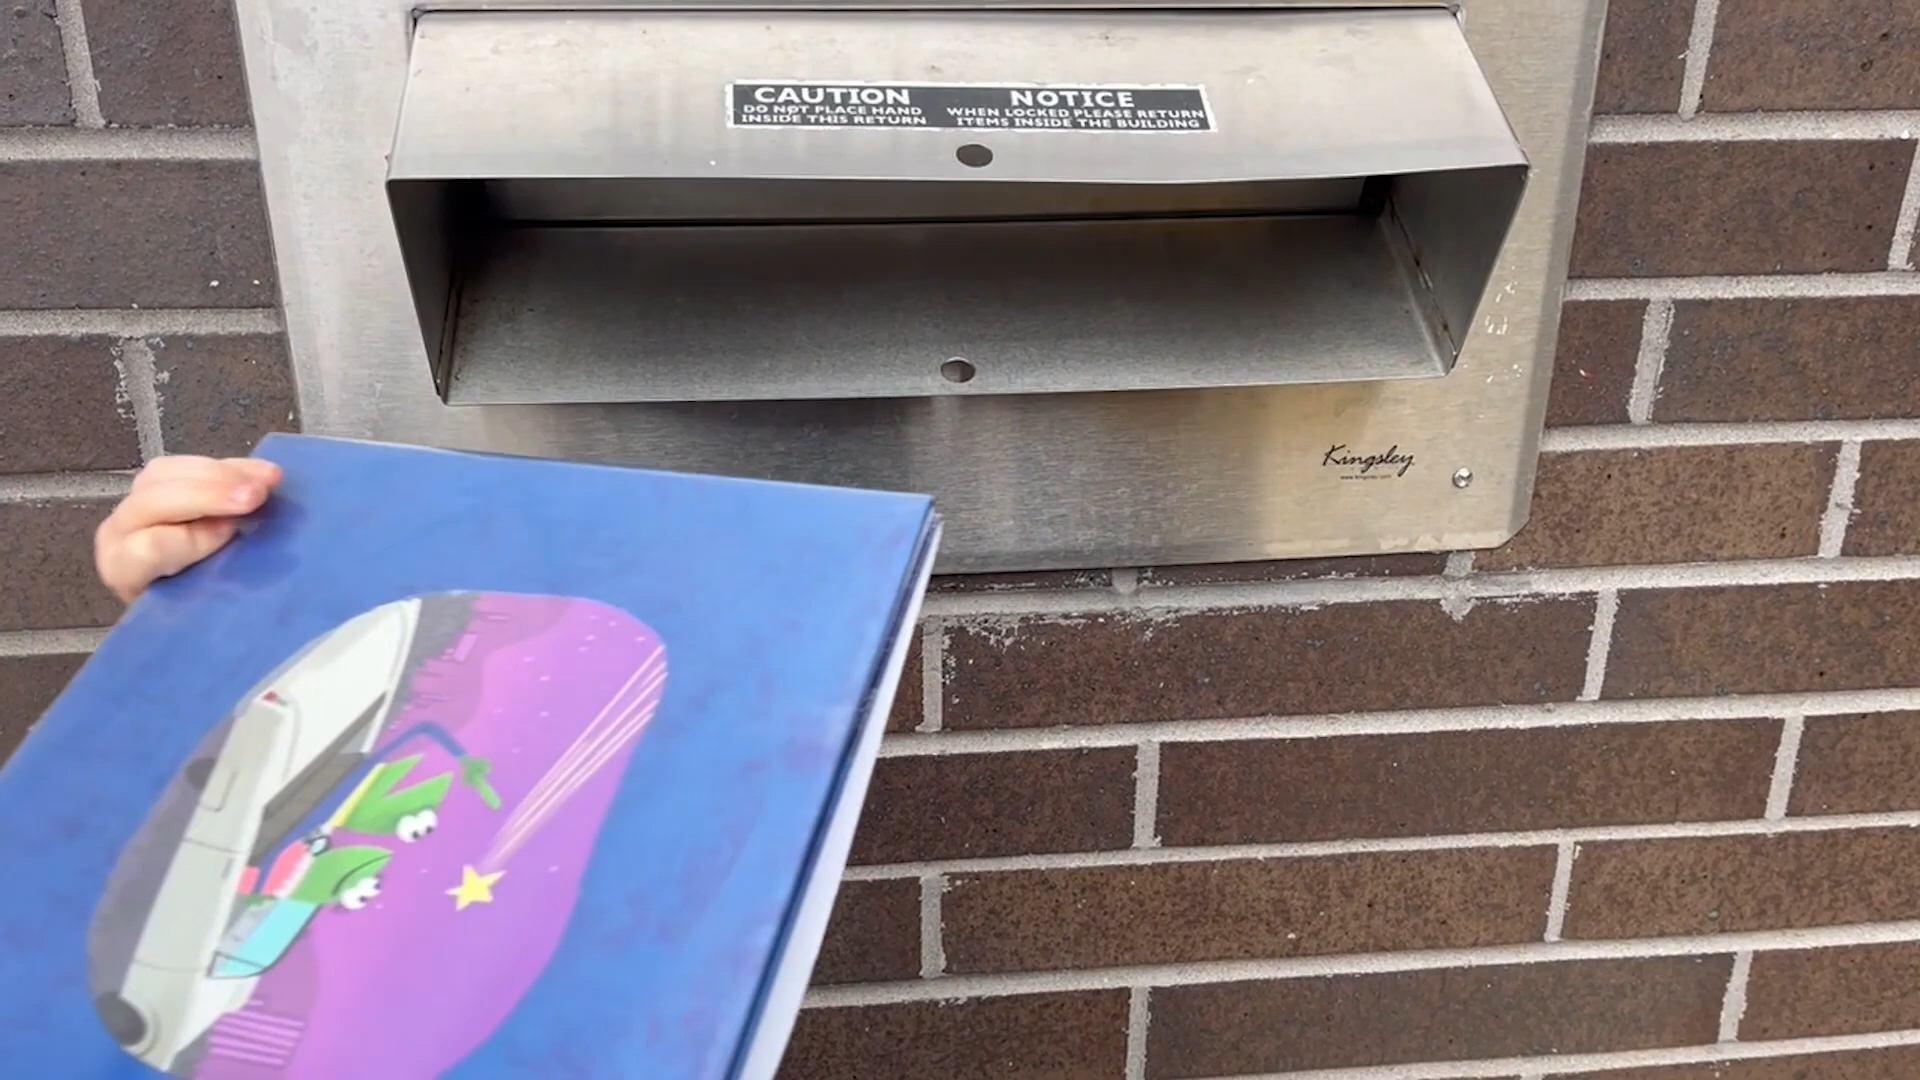 CAUTION
DO NOT PLACE HAND
INSIDE THIS RETURN
NOTICE
WHEN LOCKED PLEASE RETURN
ITEMS INSIDE THE BUILDING
Kingsley